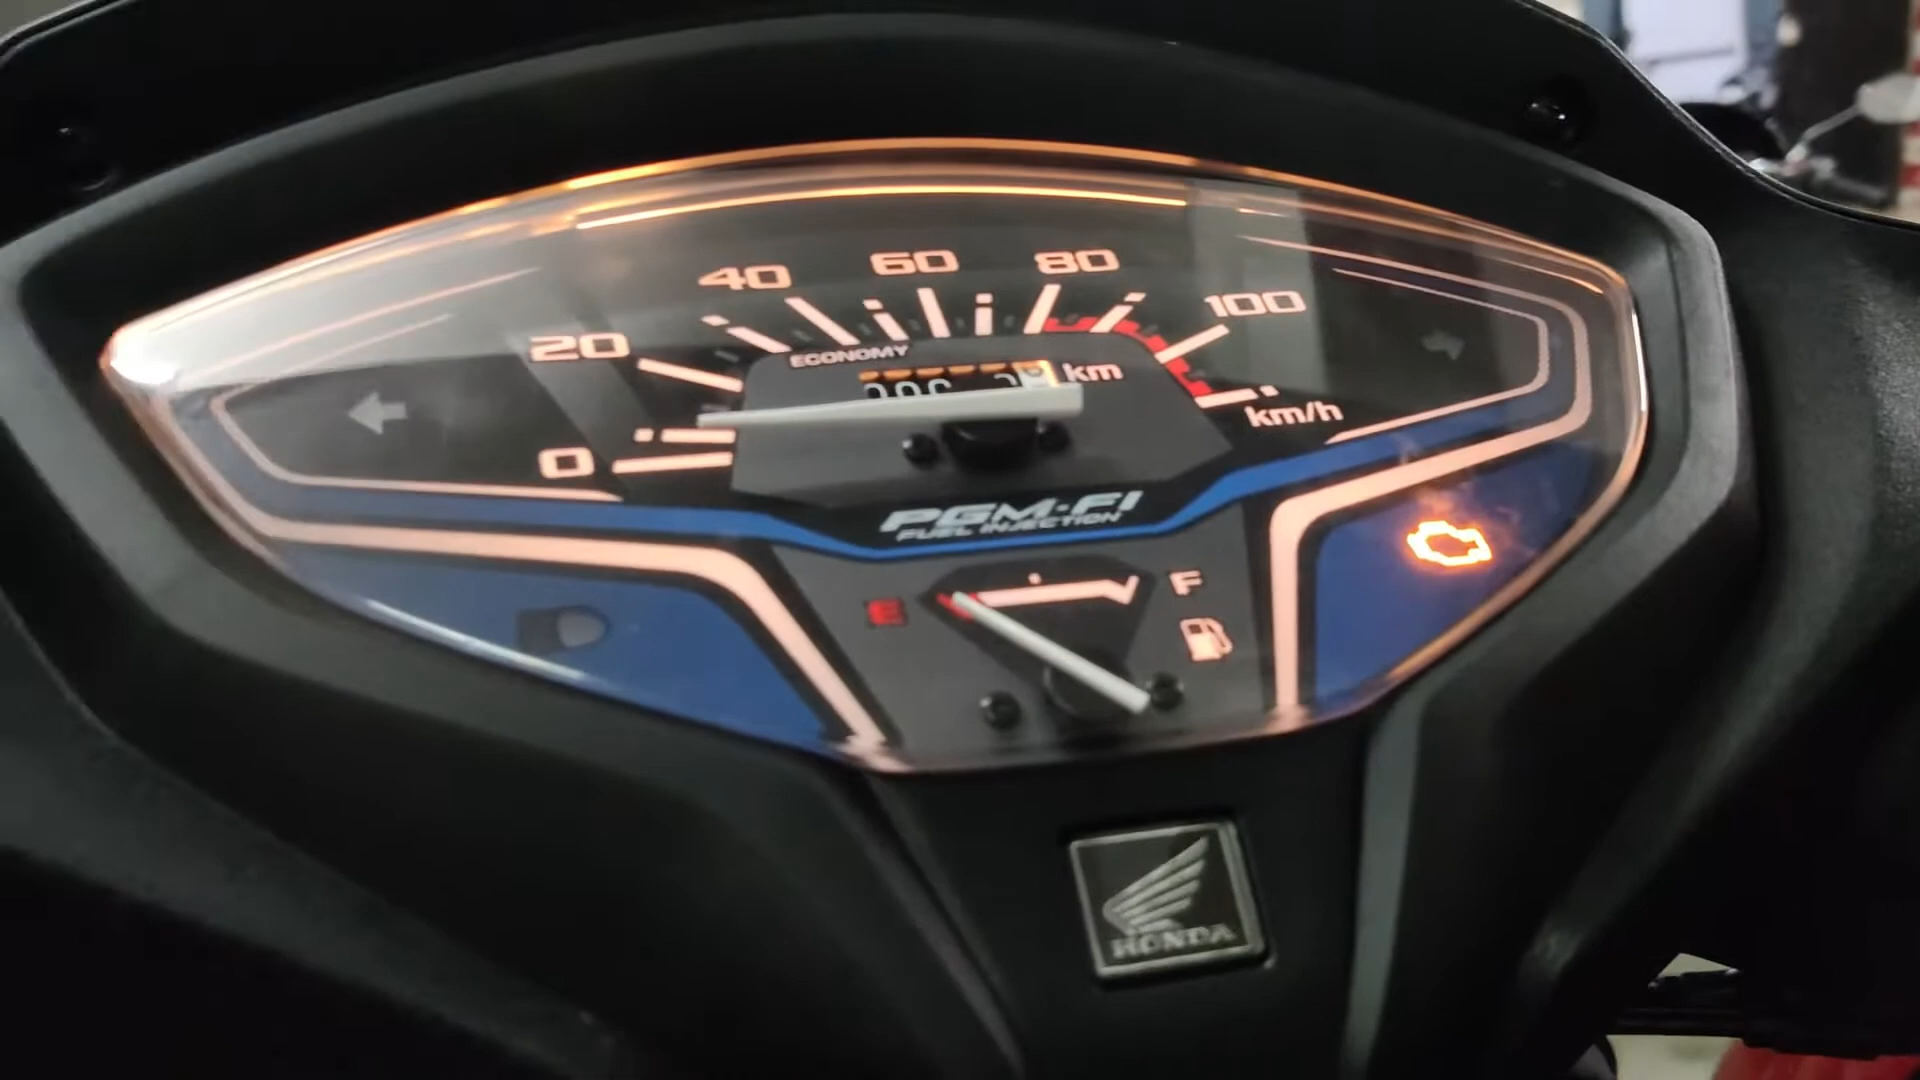 20 40 60 80 100
ECONOMY
km
0
km/h
PGM-FI
FUEL INJECTION
E F
HONDA